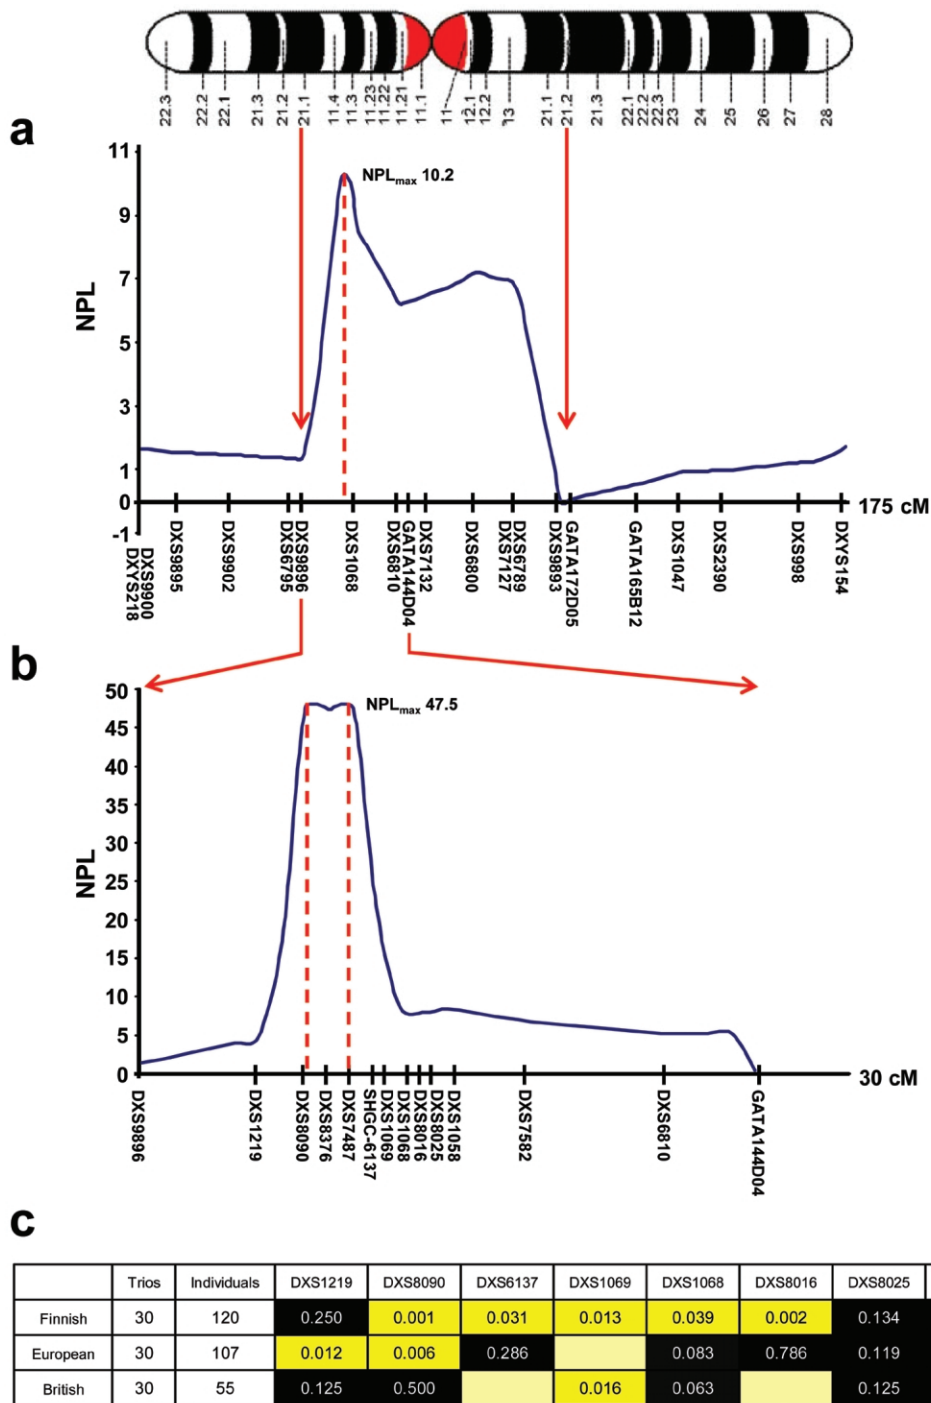 22.3 22.2 22.1 21.3 21.2 21.1 11.4 11.3 11.23 11.22 11.21 11.1 11 12.1 12.2 13 21.1 21.2 21.3 22.1 22.2 22.3 23 24 25 26 27 28
a
11
NPLmax 10.2
9
7
NPL
5
3
1
0
175 cM
-1
DXYS218 DXS9900 DXS9895 DXS9902 DXS6795 DXS9896 DXS1068 DXS6810 GATA144D04 DXS7132 DXS6800 DXS7127 DXS6789 DXS9893 GATA172D05 GATA165B12 DXS1047 DXS2390 DXS998 DXYS154
b
50
NPLmax 47.5
45
40
35
30
NPL
25
20
15
10
5
0
30 cM
DXS9896 DXS1219 DXS8090 DXS8376 DXS7487 SHGC-6137 DXS1069 DXS1068 DXS8016 DXS8025 DXS1058 DXS7582 DXS6810 GATA144D04
c
Trios Individuals DXS1219 DXS8090 DXS6137 DXS1069 DXS1068 DXS8016 DXS8025
Finnish 30 120 0.250 0.001 0.031 0.013 0.039 0.002 0.134
European 30 107 0.012 0.006 0.286 0.083 0.786 0.119
British 30 55 0.125 0.500 0.016 0.063 0.125